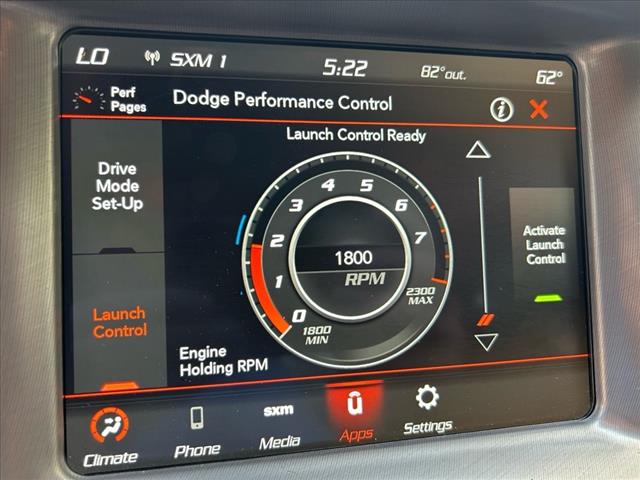 LO SXM 1 5:22 82°out. 62°
Perf
Pages
Dodge Performance Control
i
Launch Control Ready
Drive
Mode
Set-Up
Launch
Control
0
1
2
3
4
5
6
7
1800
RPM
1800
MIN
2300
MAX
Engine
Holding RPM
Activate
Launch
Control
Climate
Phone
sxm
Media
Apps
Settings